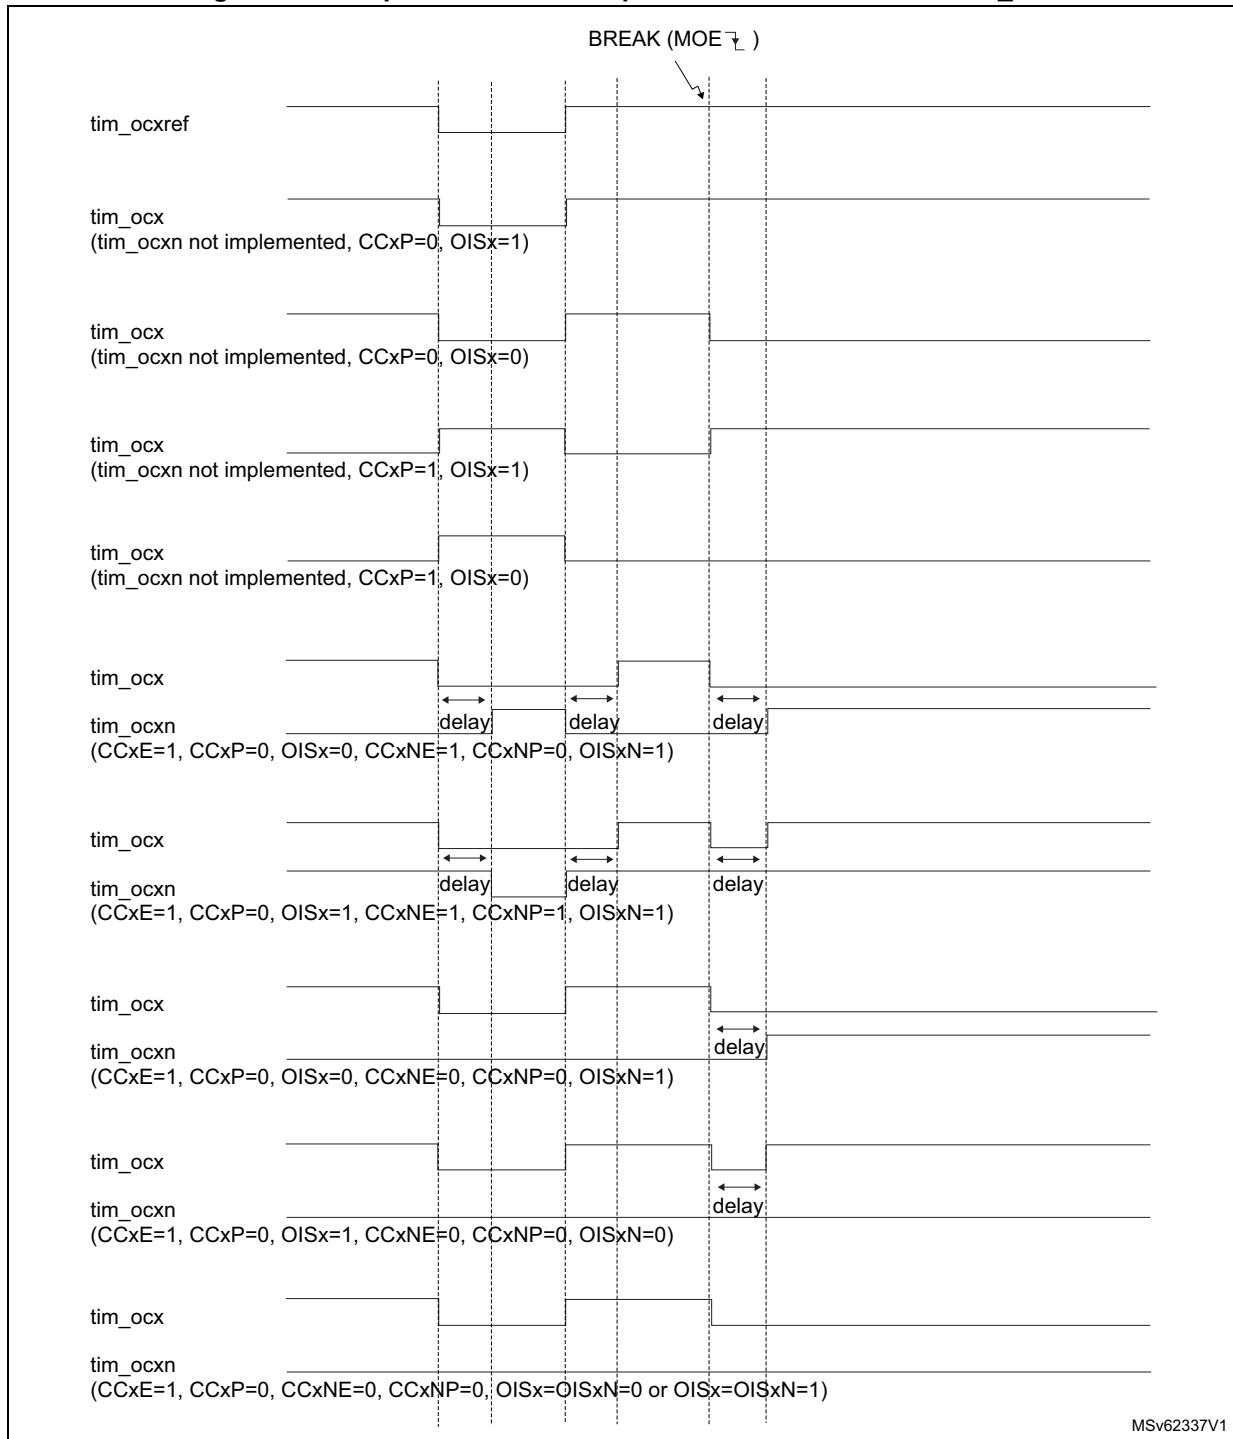 BREAK (MOE )
tim_ocxref
tim_ocx
(tim_ocxn not implemented, CCxP=0, OISx=1)
tim_ocx
(tim_ocxn not implemented, CCxP=0, OISx=0)
tim_ocx
(tim_ocxn not implemented, CCxP=1, OISx=1)
tim_ocx
(tim_ocxn not implemented, CCxP=1, OISx=0)
tim_ocx
tim_ocxn delay delay delay
(CCxE=1, CCxP=0, OISx=0, CCxNE=1, CCxNP=0, OISxN=1)
tim_ocx
tim_ocxn delay delay delay
(CCxE=1, CCxP=0, OISx=1, CCxNE=1, CCxNP=1, OISxN=1)
tim_ocx
tim_ocxn delay
(CCxE=1, CCxP=0, OISx=0, CCxNE=0, CCxNP=0, OISxN=1)
tim_ocx
tim_ocxn delay
(CCxE=1, CCxP=0, OISx=1, CCxNE=0, CCxNP=0, OISxN=0)
tim_ocx
tim_ocxn
(CCxE=1, CCxP=0, CCxNE=0, CCxNP=0, OISx=OISxN=0 or OISx=OISxN=1)
MSv62337V1